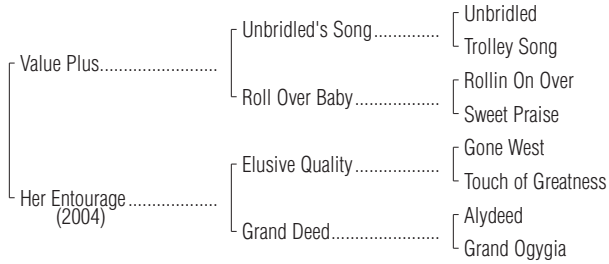 Unbridled
Unbridled's Song..............
Trolley Song
Value Plus.........................
Rollin On Over
Roll Over Baby..................
Sweet Praise
Gone West
Elusive Quality..................
Touch of Greatness
Her Entourage...................
(2004)
Alydeed
Grand Deed.......................
Grand Ogygia